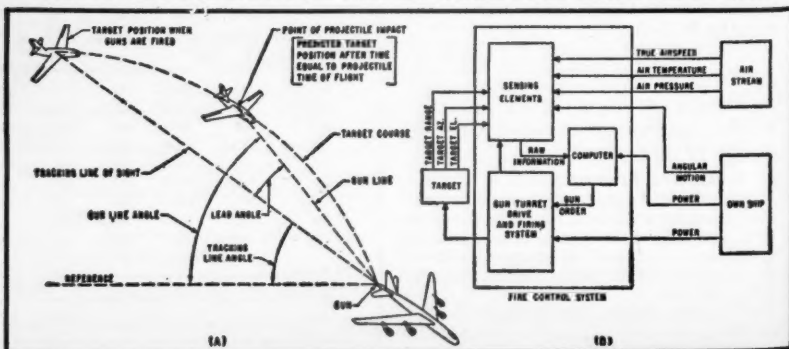 TARGET POSITION WHEN
GUNS ARE FIRED
POINT OF PROJECTILE IMPACT
PREDICTED TARGET
POSITION AFTER TIME
EQUAL TO PROJECTILE
TIME OF FLIGHT
TARGET COURSE
GUN LINE
TRACKING LINE OF SIGHT
LEAD ANGLE
GUN LINE ANGLE
TRACKING
LINE ANGLE
REFERENCE
GUN
(A)
SENSING
ELEMENTS
TRUE AIRSPEED
AIR TEMPERATURE
AIR PRESSURE
AIR
STREAM
TARGET RANGE
TARGET AZ.
TARGET EL.
RAW
INFORMATION
COMPUTER
ANGULAR
MOTION
TARGET
GUN TURRET
DRIVE
AND FIRING
SYSTEM
GUN
ORDER
POWER
OWN SHIP
POWER
FIRE CONTROL SYSTEM
(B)